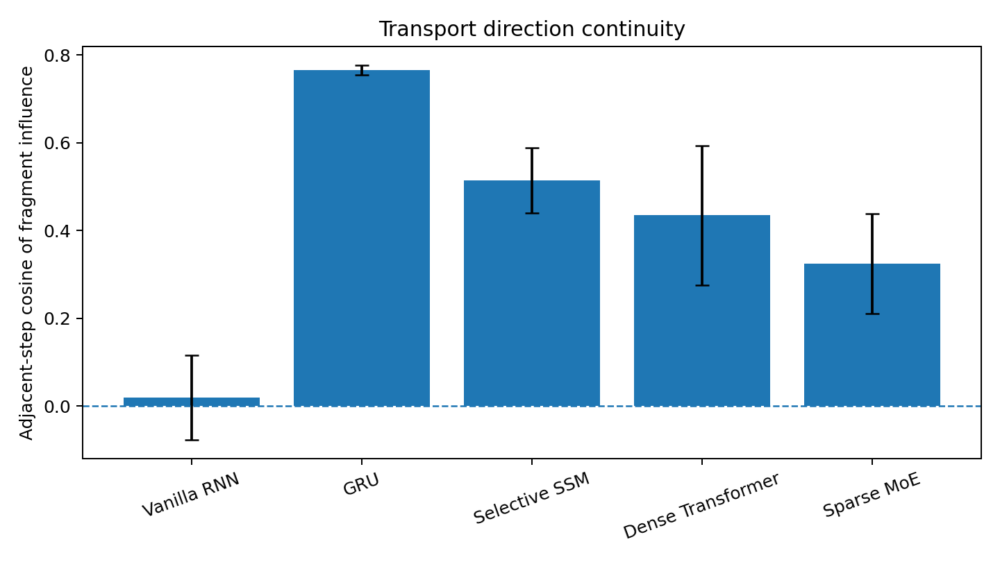 Transport direction continuity
Adjacent-step cosine of fragment influence
0.8
0.6
0.4
0.2
0.0
Vanilla RNN
GRU
Selective SSM
Dense Transformer
Sparse MoE